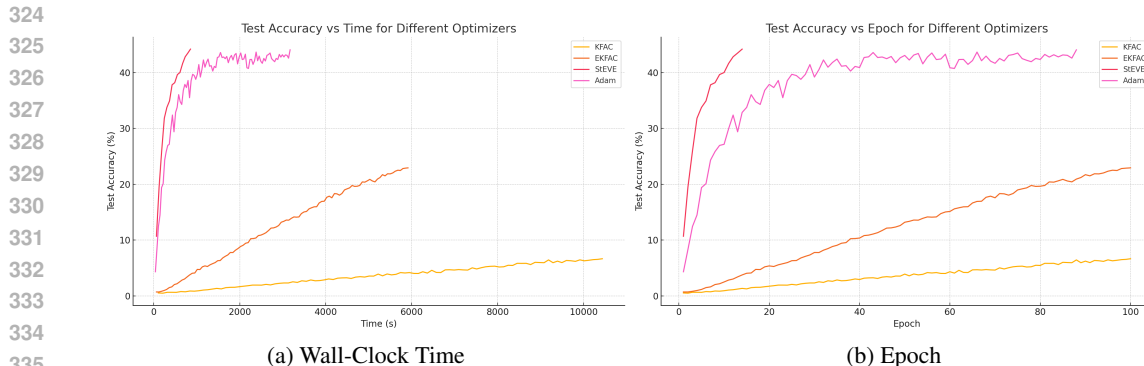 324
325
326
327
328
329
330
331
332
333
334
335
Test Accuracy vs Time for Different Optimizers
Test Accuracy (%)
40
30
20
10
0
0 2000 4000 6000 8000 10000
Time (s)
KFAC
EKFAC
StEVE
Adam
(a) Wall-Clock Time
Test Accuracy vs Epoch for Different Optimizers
Test Accuracy (%)
40
30
20
10
0
0 20 40 60 80 100
Epoch
KFAC
EKFAC
StEVE
Adam
(b) Epoch